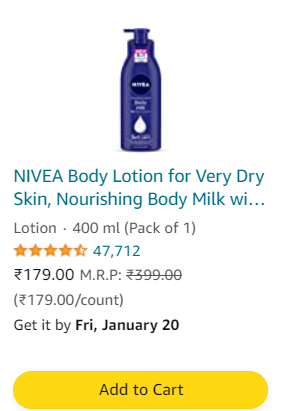 NIVEA
Body
milk
NIVEA Body Lotion for Very Dry
Skin, Nourishing Body Milk wi...
Lotion · 400 ml (Pack of 1)
47,712
₹179.00 M.R.P: ₹399.00
(₹179.00/count)
Get it by Fri, January 20
Add to Cart